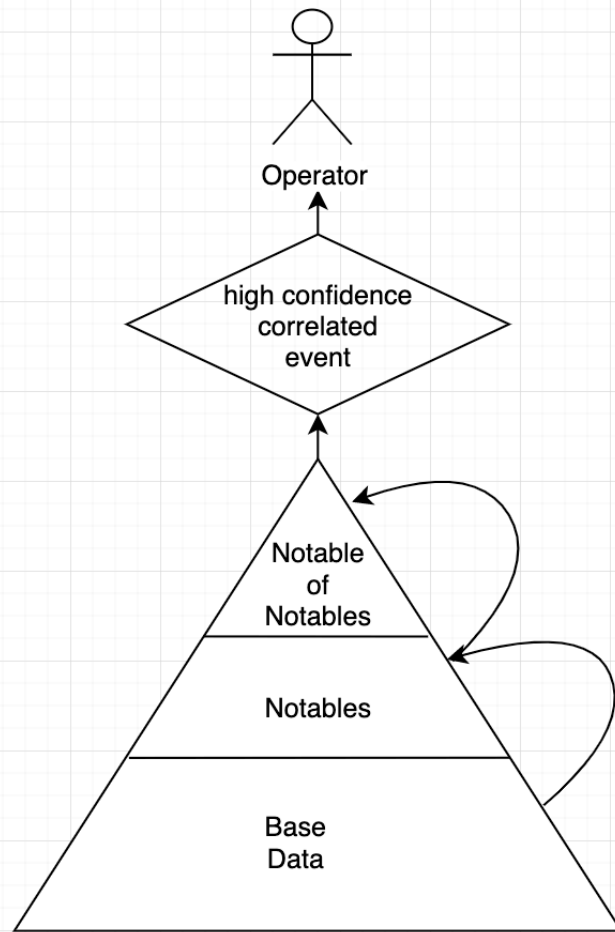 Operator
high confidence
correlated
event
Notable
of
Notables
Notables
Base
Data